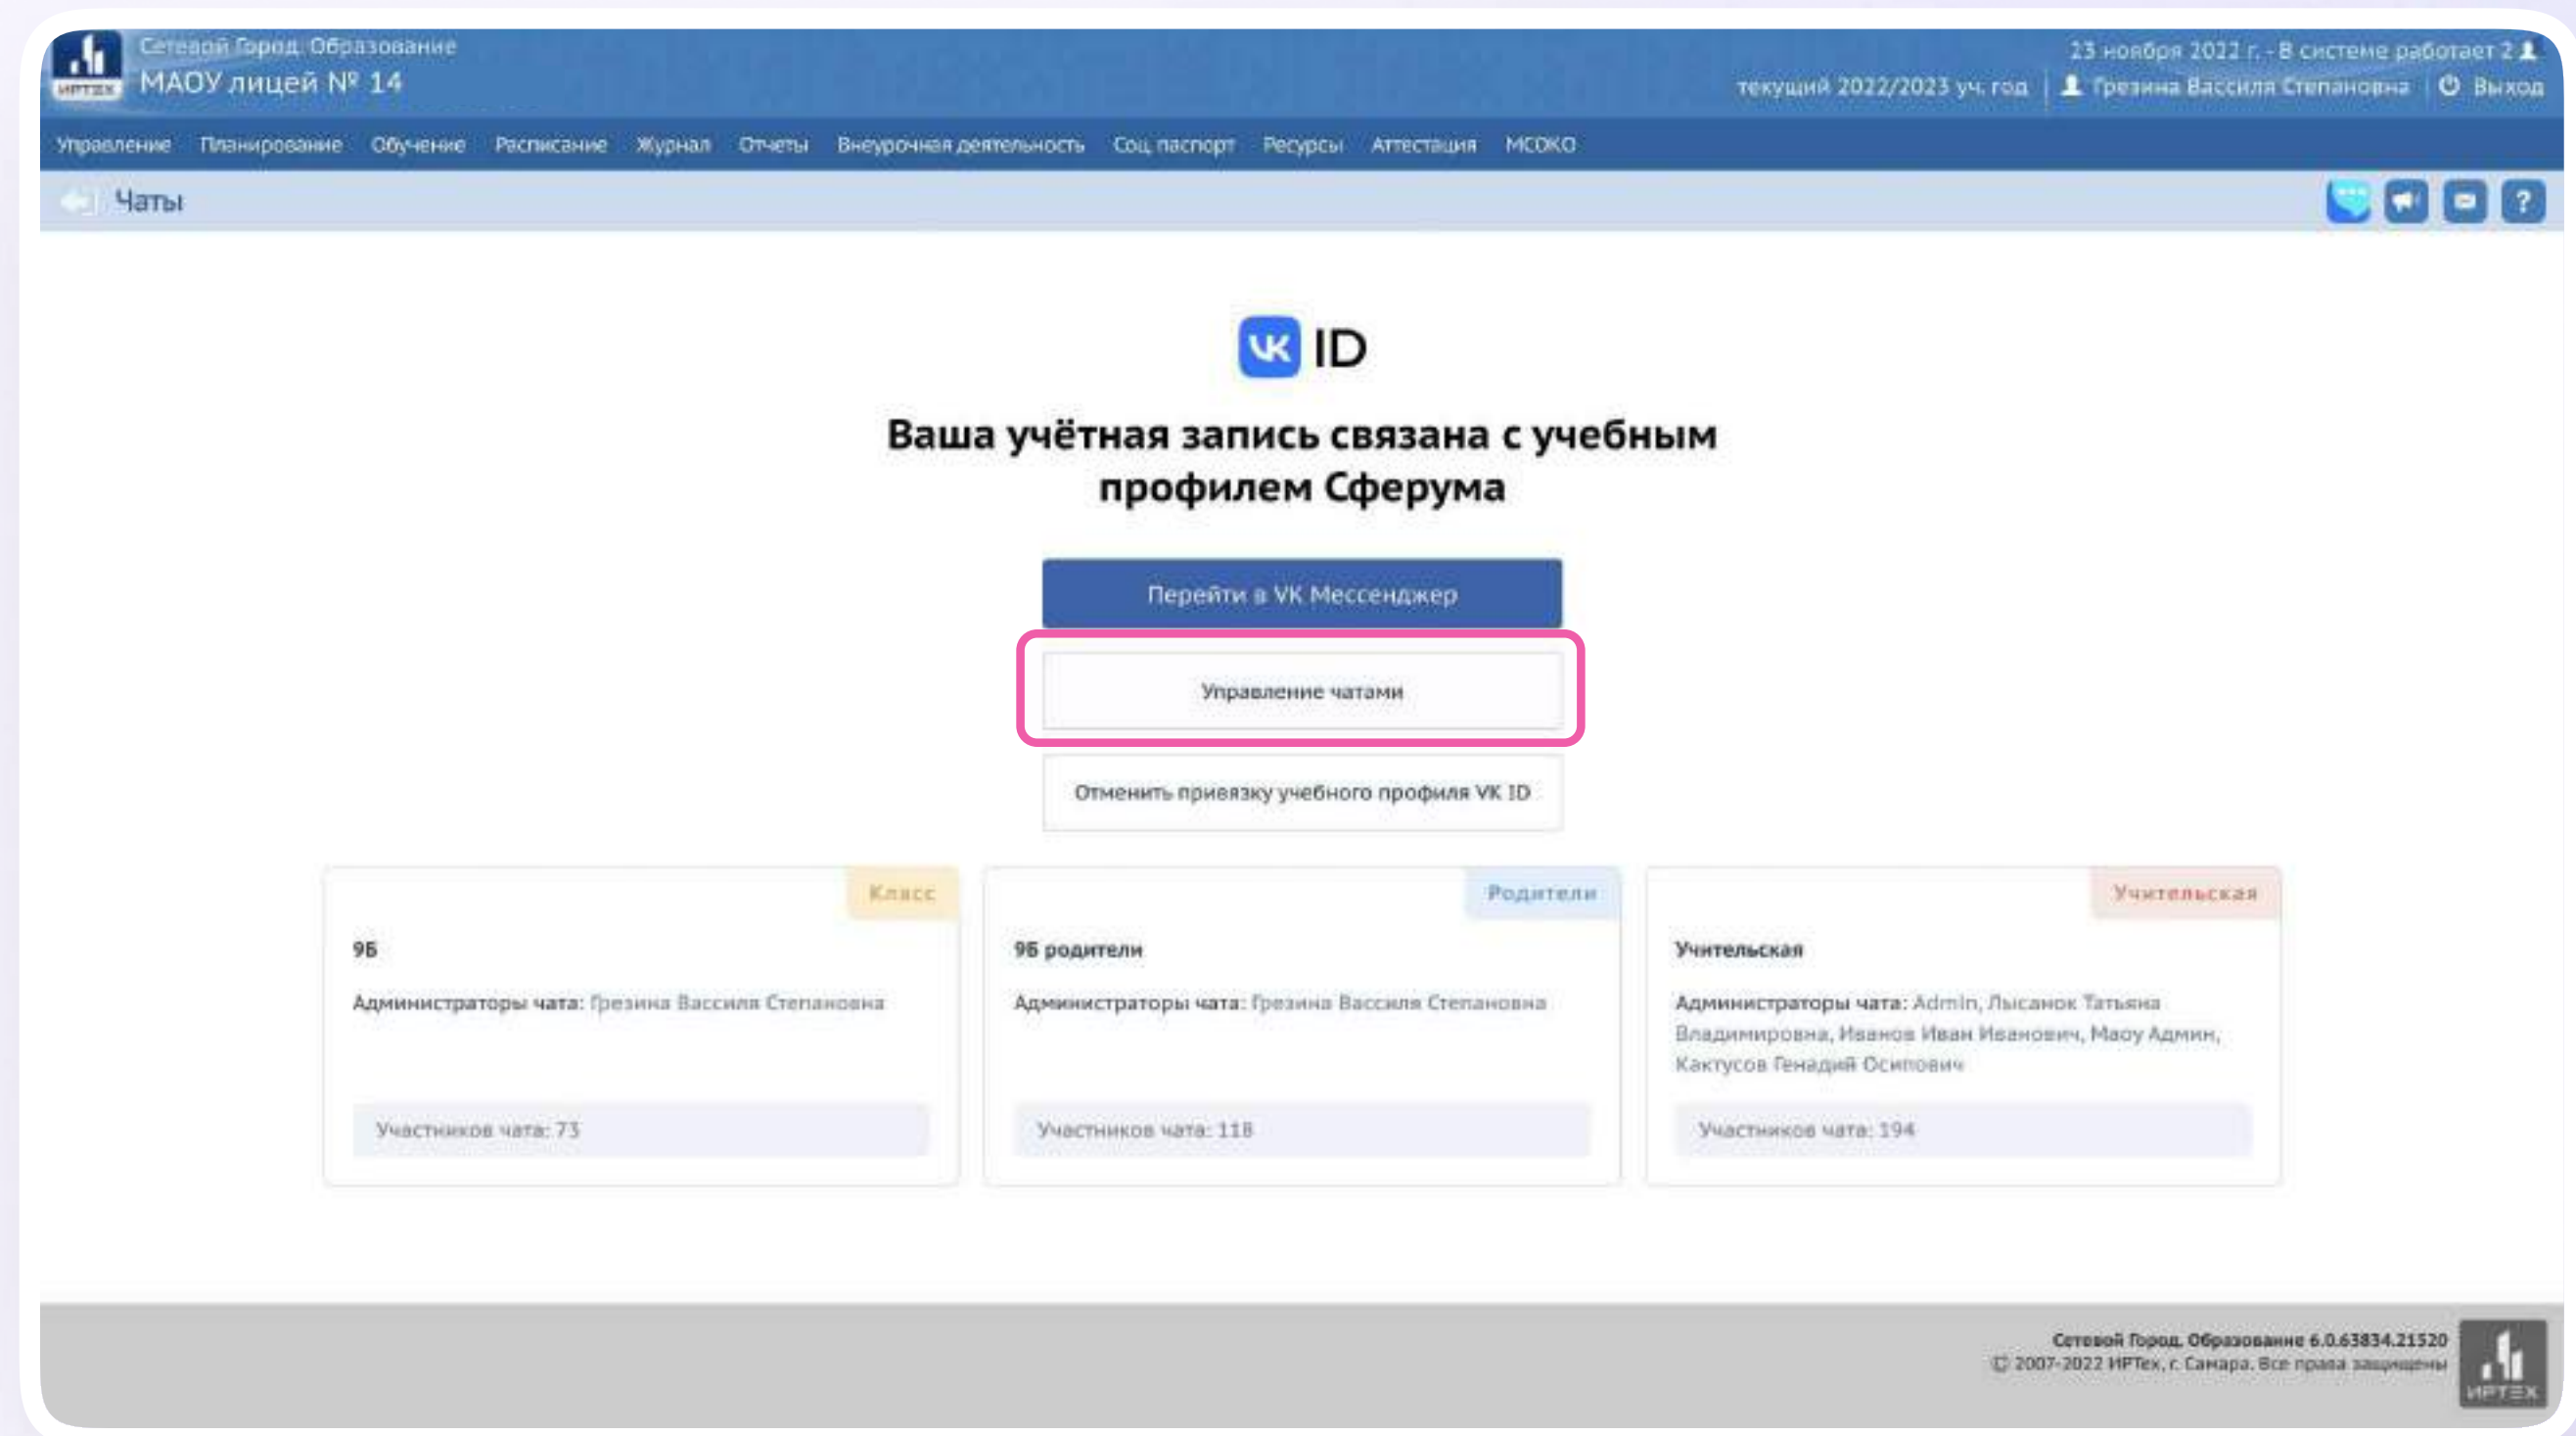 Сетевой Город. Образование
МАОУ лицей № 14
ИРТЕХ
23 ноября 2022 г. - В системе работает 2
текущий 2022/2023 уч. год
Грезина Вассиля Степановна
Выход
Управление Планирование Обучение Расписание Журнал Отчеты Внеурочная деятельность Соц. паспорт Ресурсы Аттестация МСОКО
Чаты
?
VK ID
Ваша учётная запись связана с учебным
профилем Сферума
Перейти в VK Мессенджер
Управление чатами
Отменить привязку учебного профиля VK ID
Класс
9Б
Администраторы чата: Грезина Вассиля Степановна
Участников чата: 73
Родители
9Б родители
Администраторы чата: Грезина Вассиля Степановна
Участников чата: 118
Учительская
Учительская
Администраторы чата: Admin, Лысанок Татьяна
Владимировна, Иванов Иван Иванович, Маоу Админ,
Кактусов Генадий Осипович
Участников чата: 194
Сетевой Город. Образование 6.0.63834.21520
© 2007-2022 ИРТех, г. Самара. Все права защищены
ИРТЕХ